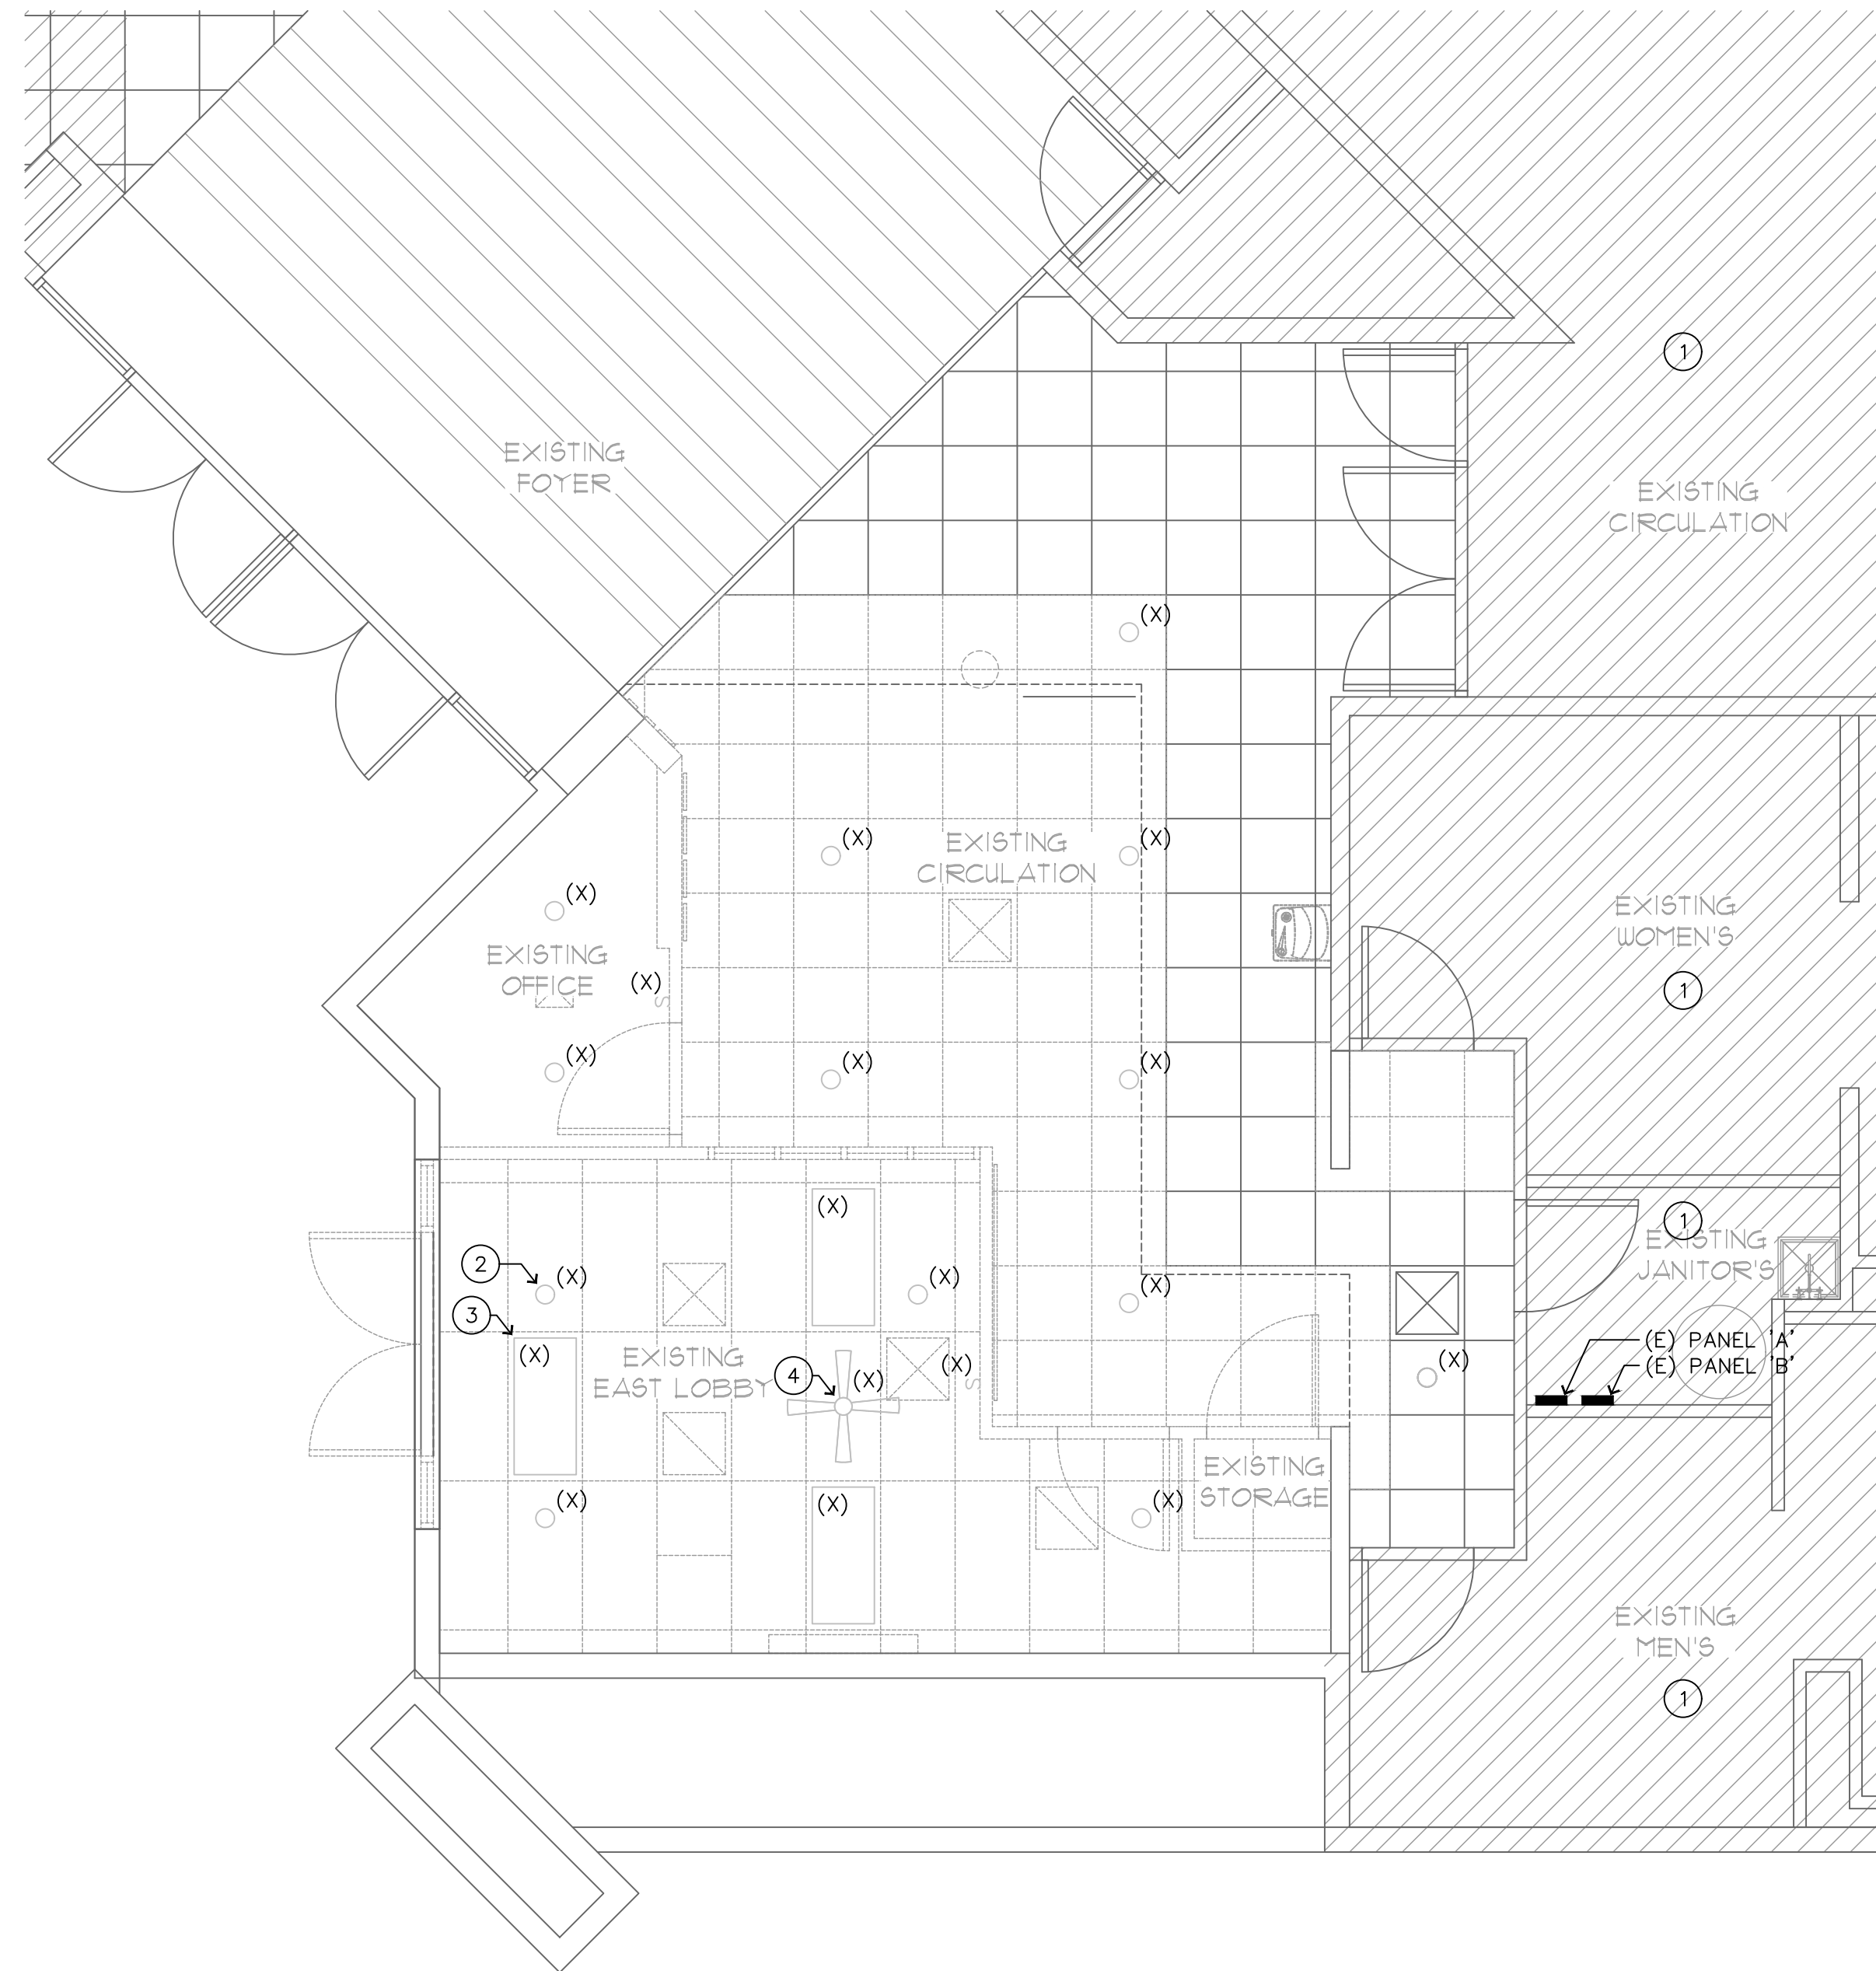 1
EXISTING
FOYER
EXISTING
CIRCULATION
(X)
(X)
EXISTING
CIRCULATION
(X)
(X)
EXISTING
WOMEN'S
EXISTING
OFFICE
(X)
1
(X)
(X)
(X)
(X)
1
EXISTING
JANITOR'S
2
(X)
(X)
(X)
3
(X)
EXISTING
EAST LOBBY
4
(X)
(X)
(X)
(E) PANEL 'A'
(E) PANEL 'B'
EXISTING
STORAGE
(X)
(X)
(X)
EXISTING
MEN'S
1
S
S
(X)